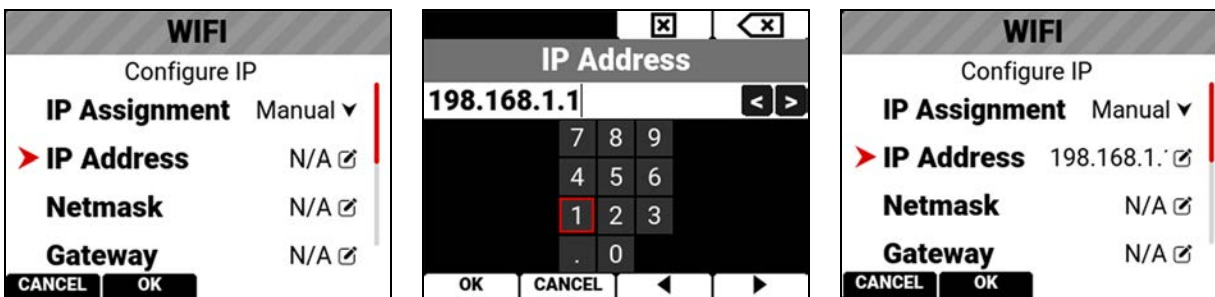 WIFI
Configure IP
IP Assignment Manual
IP Address N/A
Netmask N/A
Gateway N/A
CANCEL OK
IP Address
198.168.1.1
< >
7 8 9
4 5 6
1 2 3
. 0
OK CANCEL
WIFI
Configure IP
IP Assignment Manual
IP Address 198.168.1.
Netmask N/A
Gateway N/A
CANCEL OK